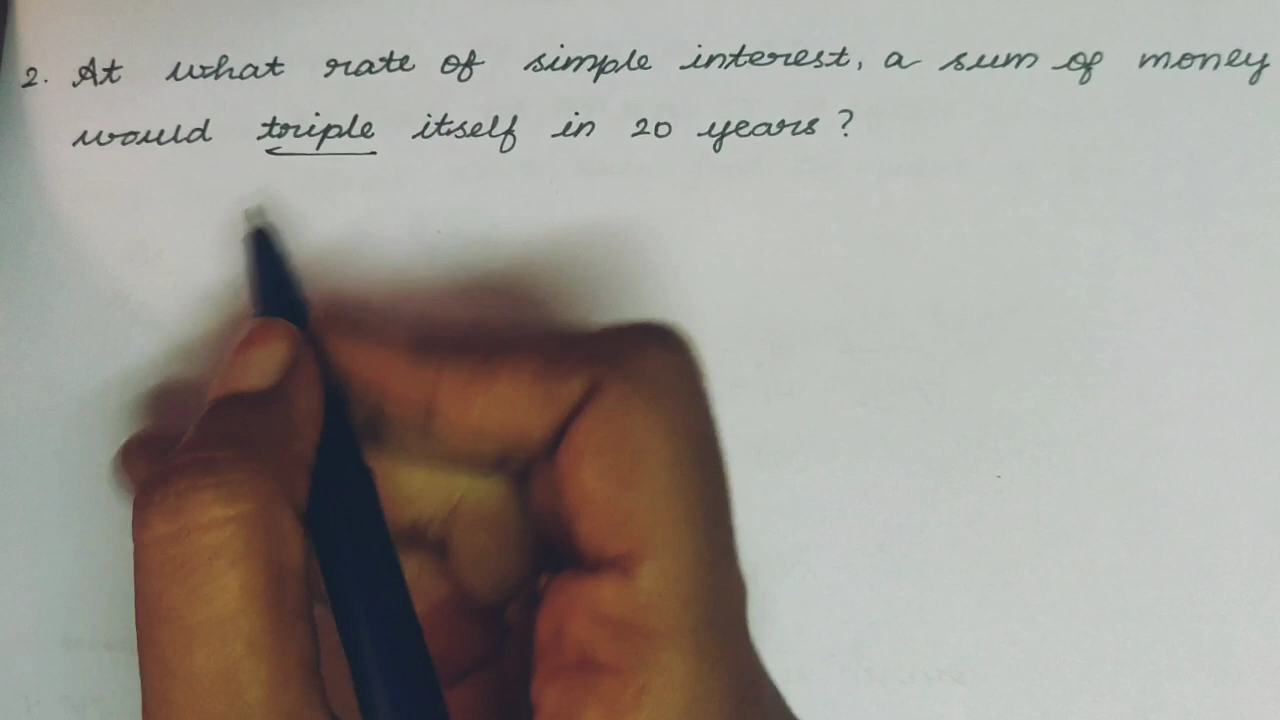 2. At what rate of simple interest, a sum of money
would triple itself in 20 years?